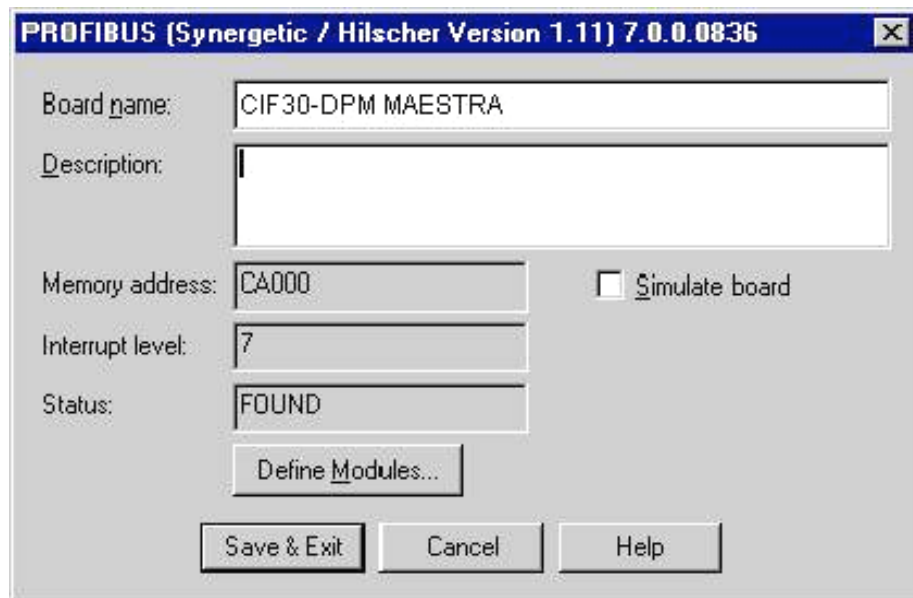 PROFIBUS (Synergetic / Hilscher Version 1.11) 7.0.0.0836
Board name: CIF30-DPM MAESTRA
Description:
Memory address: CA000 Simulate board
Interrupt level: 7
Status: FOUND
Define Modules...
Save & Exit Cancel Help